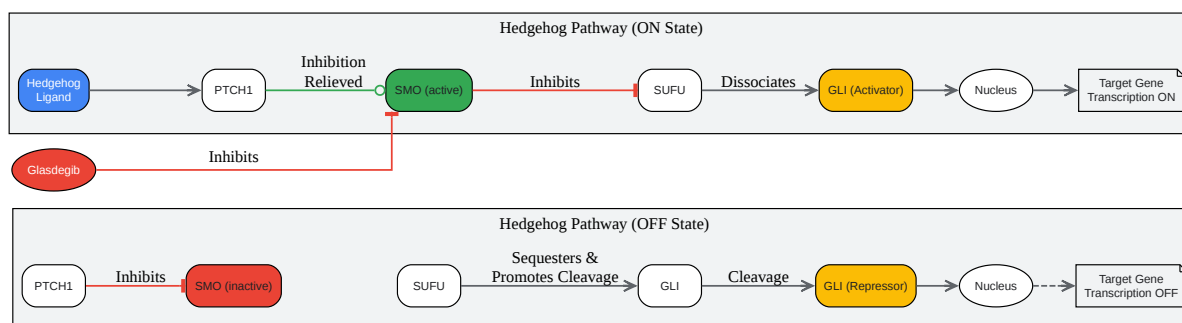 Hedgehog Pathway (ON State)
Hedgehog
Ligand
PTCH1
Inhibition
Relieved
SMO (active)
Inhibits
SUFU
Dissociates
GLI (Activator)
Nucleus
Target Gene
Transcription ON
Glasdegib
Inhibits
Hedgehog Pathway (OFF State)
PTCH1
Inhibits
SMO (inactive)
SUFU
Sequesters &
Promotes Cleavage
GLI
Cleavage
GLI (Repressor)
Nucleus
Target Gene
Transcription OFF